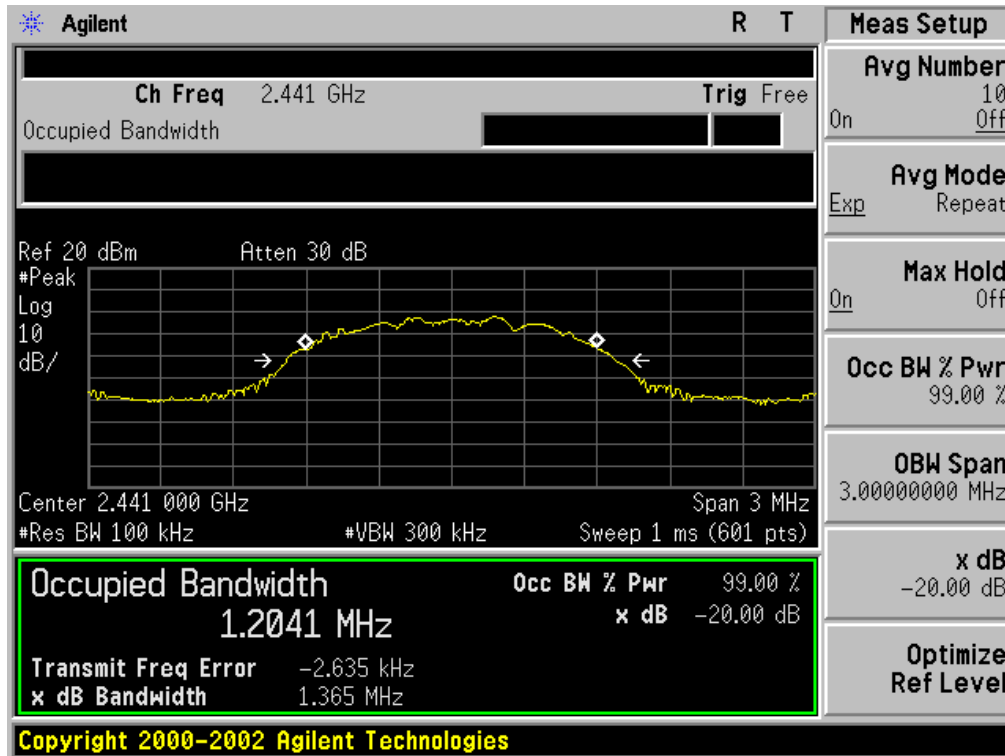 Agilent R T Meas Setup
Ch Freq 2.441 GHz Trig Free
Occupied Bandwidth
Ref 20 dBm Atten 30 dB
#Peak
Log
10
dB/
Center 2.441 000 GHz Span 3 MHz
#Res BW 100 kHz #VBW 300 kHz Sweep 1 ms (601 pts)
Occupied Bandwidth Occ BW % Pwr 99.00 %
1.2041 MHz x dB -20.00 dB
Transmit Freq Error -2.635 kHz
x dB Bandwidth 1.365 MHz
Avg Number
10
On Off
Avg Mode
Exp Repeat
Max Hold
On Off
Occ BW % Pwr
99.00 %
OBW Span
3.00000000 MHz
x dB
-20.00 dB
Optimize
Ref Level
Copyright 2000-2002 Agilent Technologies